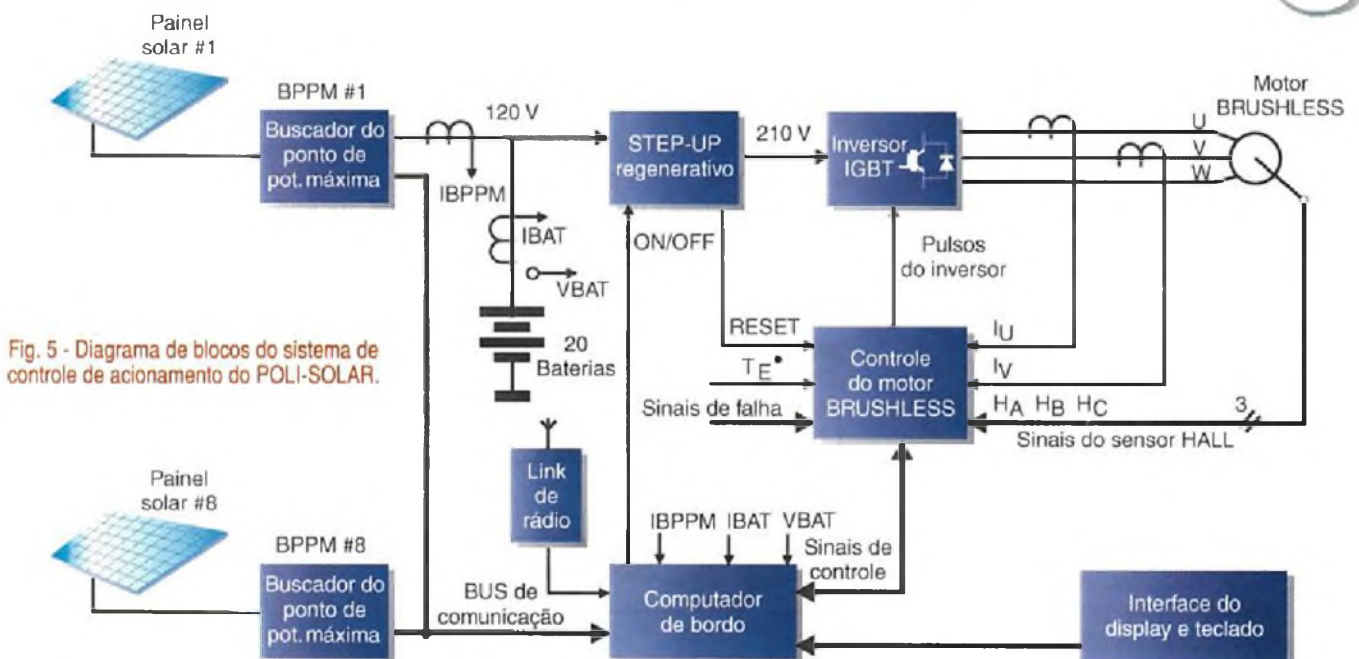 Painel
solar #1
BPPM #1
Buscador do
ponto de
pot. máxima
120 V
IBPPM
IBAT
VBAT
20
Baterias
STEP-UP
regenerativo
210 V
Inversor
IGBT
Motor
BRUSHLESS
U
V
W
ON/OFF
Pulsos
do inversor
RESET
TE*
Sinais de falha
Controle
do motor
BRUSHLESS
IU
IV
HA HB HC
3
Sinais do sensor HALL
Fig. 5 - Diagrama de blocos do sistema de
controle de acionamento do POLI-SOLAR.
Painel
solar #8
BPPM #8
Buscador do
ponto de
pot. máxima
Link
de
rádio
BUS de
comunicação
IBPPM IBAT VBAT
Sinais de
controle
Computador
de bordo
Interface do
display e teclado